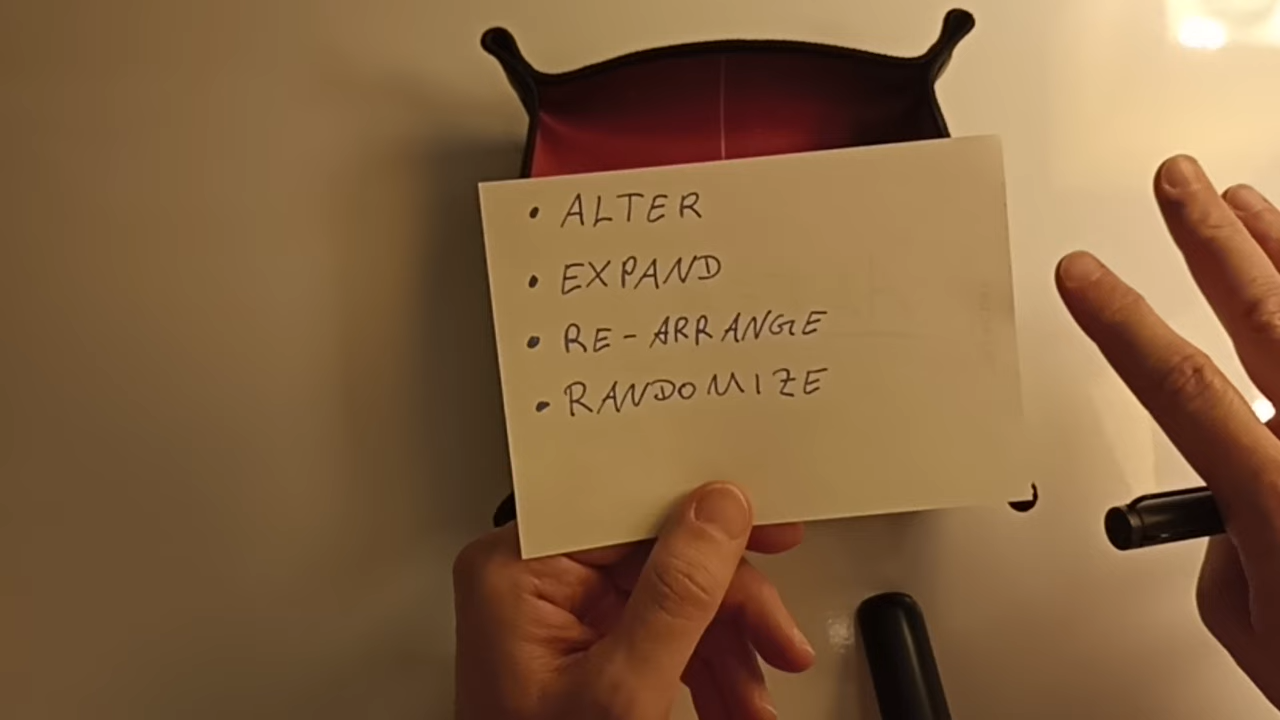 • ALTER
• EXPAND
• RE-ARRANGE
• RANDOMIZE